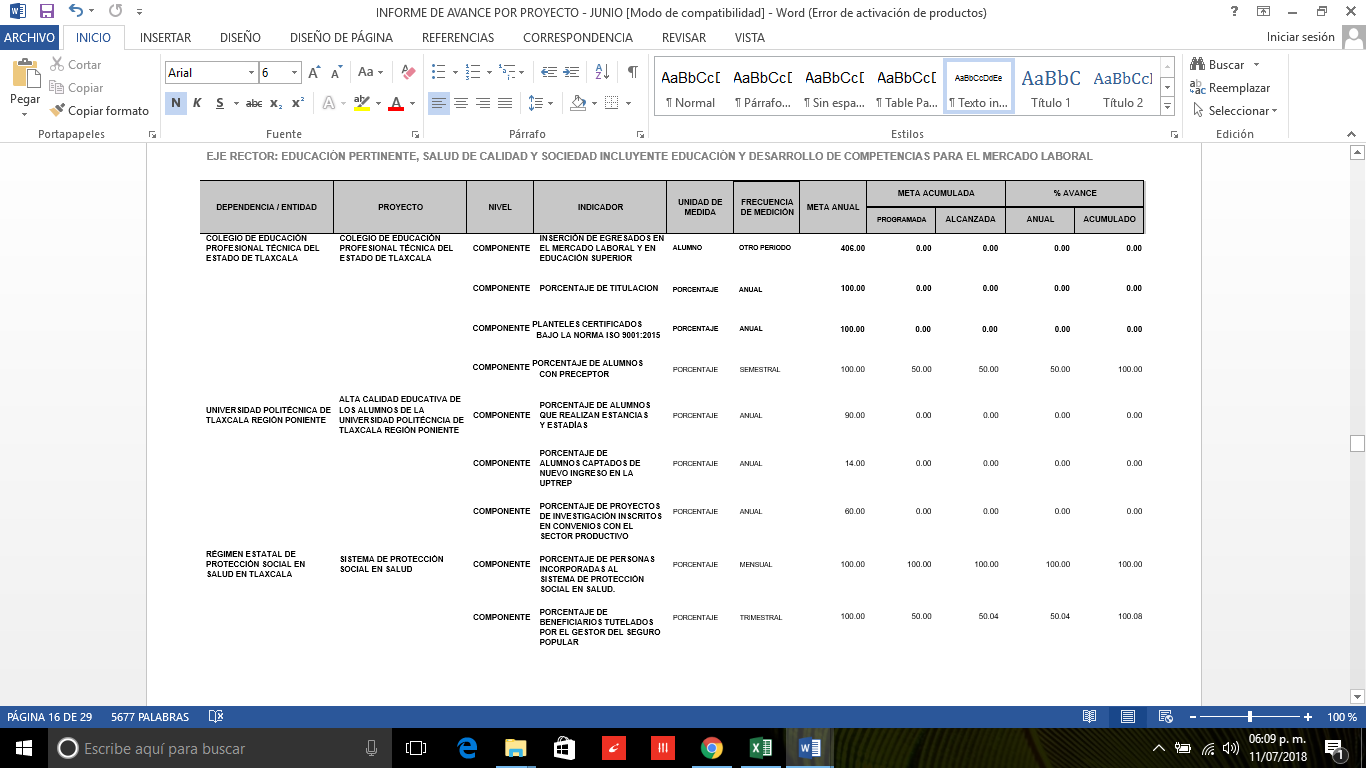 INFORME DE AVANCE POR PROYECTO - JUNIO [Modo de compatibilidad] - Word (Error de activación de productos)
ARCHIVO INICIO INSERTAR DISEÑO DISEÑO DE PÁGINA REFERENCIAS CORRESPONDENCIA REVISAR VISTA Iniciar sesión
Pegar
Cortar
Copiar
Copiar formato
Portapapeles
Arial 6
N K S abc x₂ x²
Fuente
Párrafo
AaBbCcD AaBbCcD AaBbCcD AaBbCcD AaBbCcDdEe AaBbC AaBbCcD
¶ Normal ¶ Párrafo... ¶ Sin espa... ¶ Table Pa... ¶ Texto in... Título 1 Título 2
Estilos
Buscar
Reemplazar
Seleccionar
Edición
EJE RECTOR: EDUCACIÓN PERTINENTE, SALUD DE CALIDAD Y SOCIEDAD INCLUYENTE EDUCACIÓN Y DESARROLLO DE COMPETENCIAS PARA EL MERCADO LABORAL
DEPENDENCIA / ENTIDAD PROYECTO NIVEL INDICADOR UNIDAD DE MEDIDA FRECUENCIA DE MEDICIÓN META ANUAL META ACUMULADA % AVANCE
PROGRAMADA ALCANZADA ANUAL ACUMULADO
COLEGIO DE EDUCACIÓN COLEGIO DE EDUCACIÓN INSERCIÓN DE EGRESADOS EN
PROFESIONAL TÉCNICA DEL PROFESIONAL TÉCNICA DEL COMPONENTE EL MERCADO LABORAL Y EN ALUMNO OTRO PERIODO 406.00 0.00 0.00 0.00 0.00
ESTADO DE TLAXCALA ESTADO DE TLAXCALA EDUCACIÓN SUPERIOR
COMPONENTE PORCENTAJE DE TITULACION PORCENTAJE ANUAL 100.00 0.00 0.00 0.00 0.00
COMPONENTE PLANTELES CERTIFICADOS PORCENTAJE ANUAL 100.00 0.00 0.00 0.00 0.00
BAJO LA NORMA ISO 9001:2015
COMPONENTE PORCENTAJE DE ALUMNOS PORCENTAJE SEMESTRAL 100.00 50.00 50.00 50.00 100.00
CON PRECEPTOR
ALTA CALIDAD EDUCATIVA DE
UNIVERSIDAD POLITÉCNICA DE LOS ALUMNOS DE LA PORCENTAJE DE ALUMNOS
TLAXCALA REGIÓN PONIENTE UNIVERSIDAD POLITÉCNCIA DE COMPONENTE QUE REALIZAN ESTANCIAS PORCENTAJE ANUAL 90.00 0.00 0.00 0.00 0.00
TLAXCALA REGIÓN PONIENTE Y ESTADÍAS
PORCENTAJE DE
COMPONENTE ALUMNOS CAPTADOS DE PORCENTAJE ANUAL 14.00 0.00 0.00 0.00 0.00
NUEVO INGRESO EN LA
UPTREP
COMPONENTE PORCENTAJE DE PROYECTOS PORCENTAJE ANUAL 60.00 0.00 0.00 0.00 0.00
DE INVESTIGACIÓN INSCRITOS
EN CONVENIOS CON EL
SECTOR PRODUCTIVO
RÉGIMEN ESTATAL DE SISTEMA DE PROTECCIÓN PORCENTAJE DE PERSONAS
PROTECCIÓN SOCIAL EN SOCIAL EN SALUD COMPONENTE INCORPORADAS AL PORCENTAJE MENSUAL 100.00 100.00 100.00 100.00 100.00
SALUD EN TLAXCALA SISTEMA DE PROTECCIÓN
SOCIAL EN SALUD.
PORCENTAJE DE
COMPONENTE BENEFICIARIOS TUTELADOS PORCENTAJE TRIMESTRAL 100.00 50.00 50.04 50.04 100.08
POR EL GESTOR DEL SEGURO
POPULAR
PÁGINA 16 DE 29 5677 PALABRAS 100 %
Escribe aquí para buscar
06:09 p. m.
11/07/2018
1